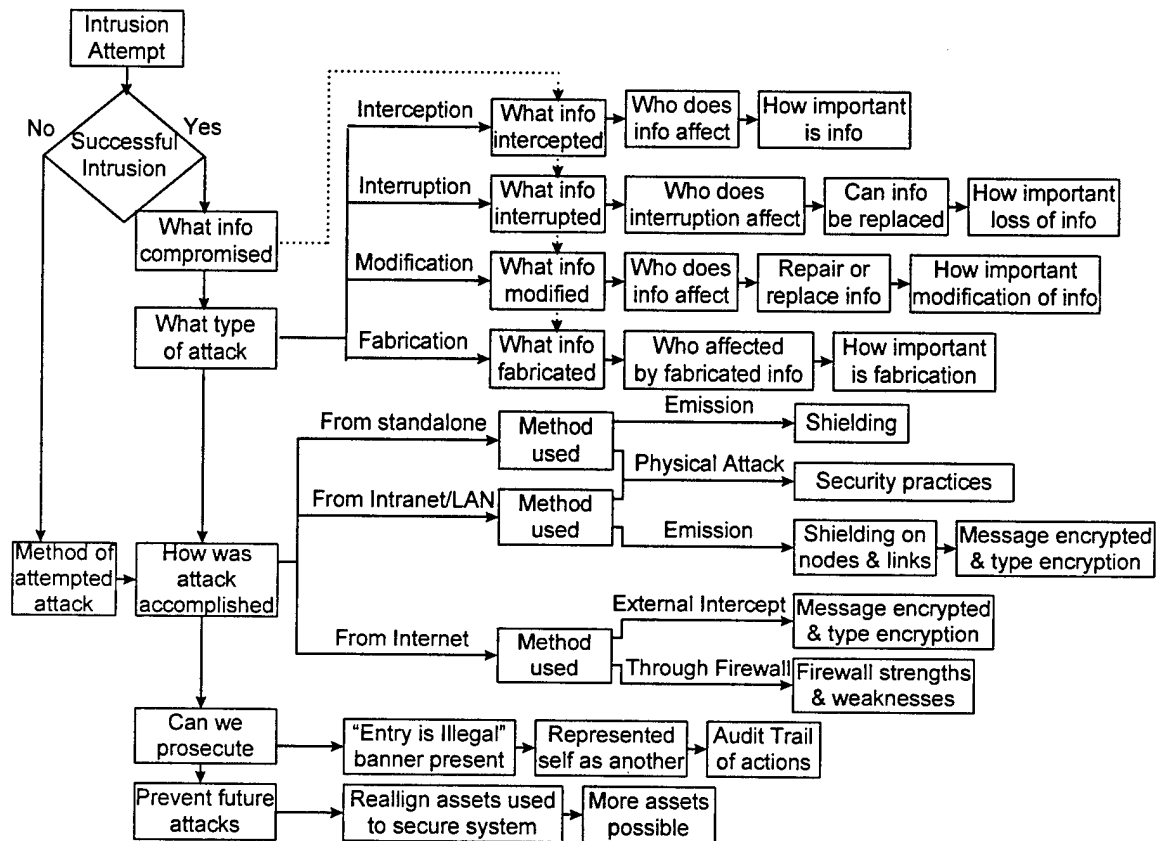 Intrusion
Attempt
No
Yes
Successful
Intrusion
What info
compromised
What type
of attack
Interception
What info
intercepted
Who does
info affect
How important
is info
Interruption
What info
interrupted
Who does
interruption affect
Can info
be replaced
How important
loss of info
Modification
What info
modified
Who does
info affect
Repair or
replace info
How important
modification of info
Fabrication
What info
fabricated
Who affected
by fabricated info
How important
is fabrication
From standalone
Method
used
Emission
Shielding
Physical Attack
Security practices
From Intranet/LAN
Method
used
Emission
Shielding on
nodes & links
Message encrypted
& type encryption
Method of
attempted
attack
How was
attack
accomplished
From Internet
Method
used
External Intercept
Message encrypted
& type encryption
Through Firewall
Firewall strengths
& weaknesses
Can we
prosecute
"Entry is Illegal"
banner present
Represented
self as another
Audit Trail
of actions
Prevent future
attacks
Reallign assets used
to secure system
More assets
possible